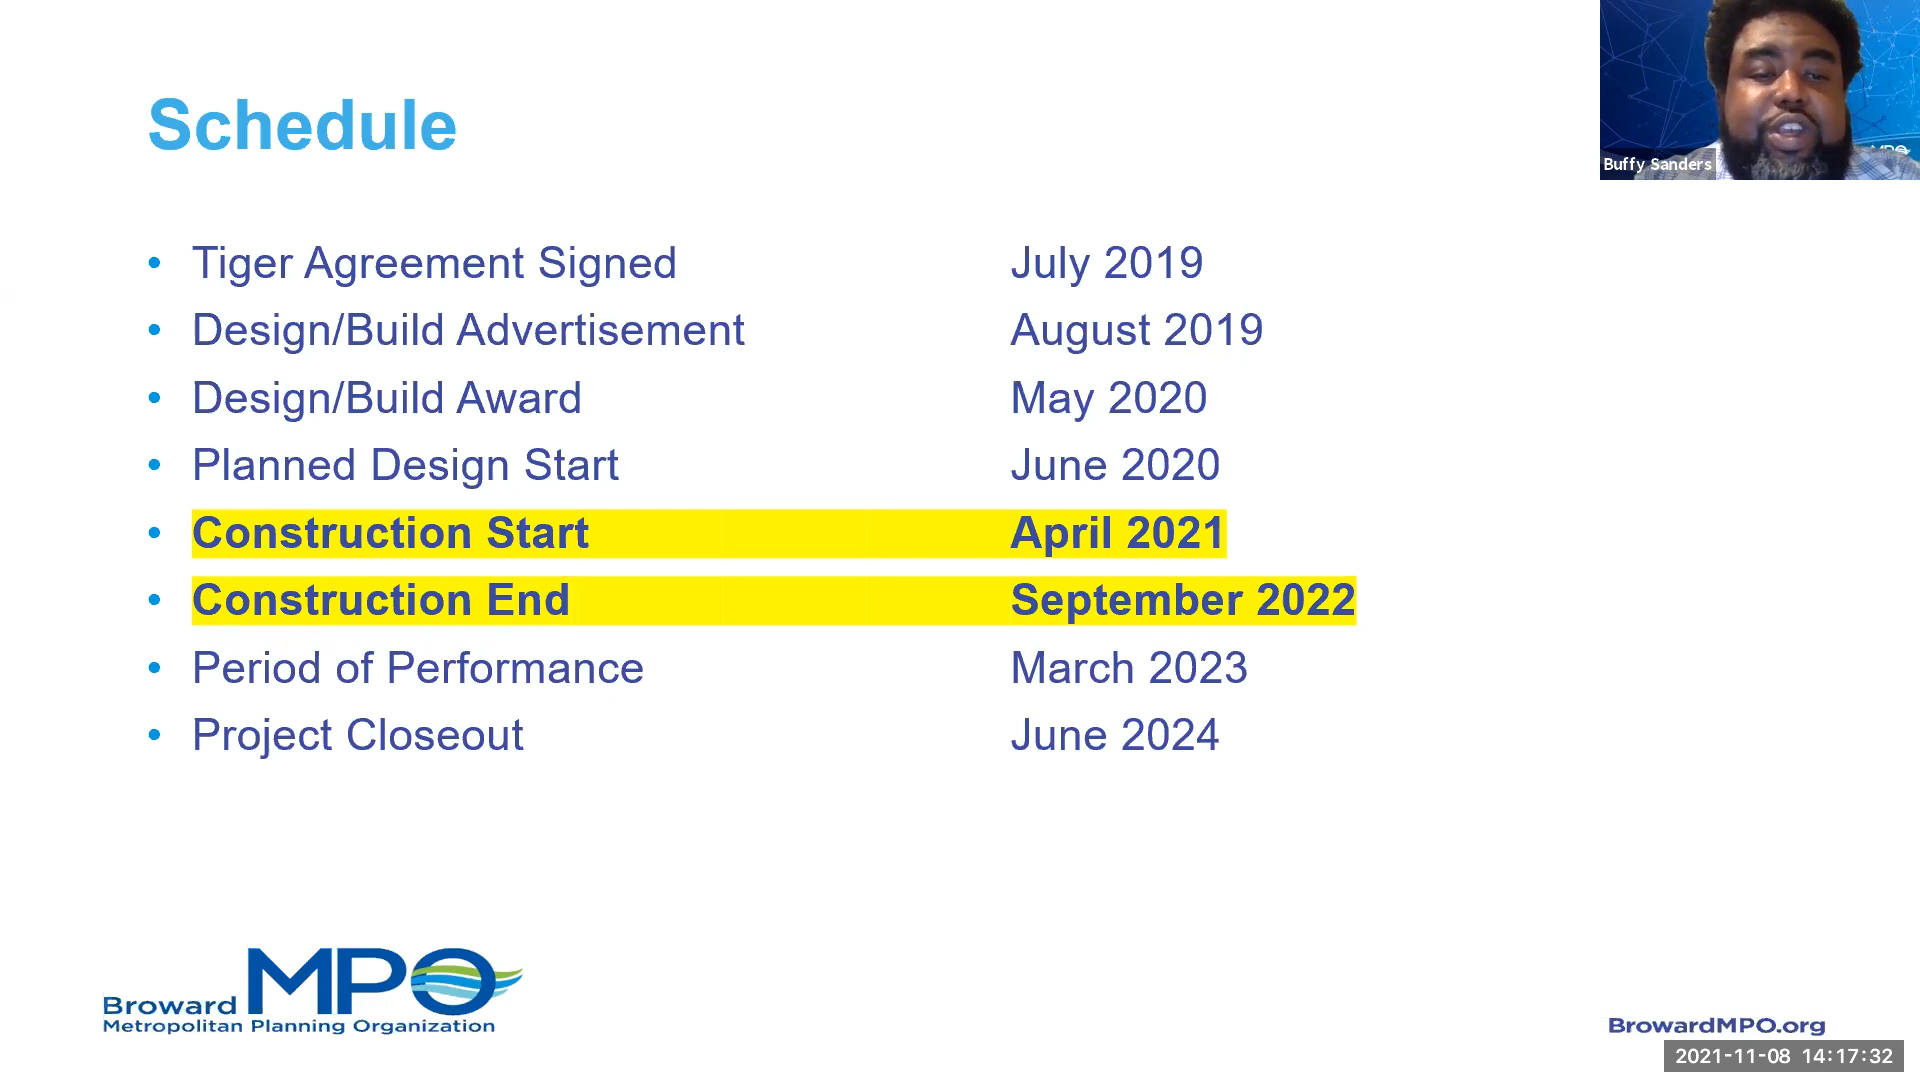 Schedule
Buffy Sanders
• Tiger Agreement Signed July 2019
• Design/Build Advertisement August 2019
• Design/Build Award May 2020
• Planned Design Start June 2020
• Construction Start April 2021
• Construction End September 2022
• Period of Performance March 2023
• Project Closeout June 2024
Broward MPO
Metropolitan Planning Organization
BrowardMPO.org
2021-11-08 14:17:32